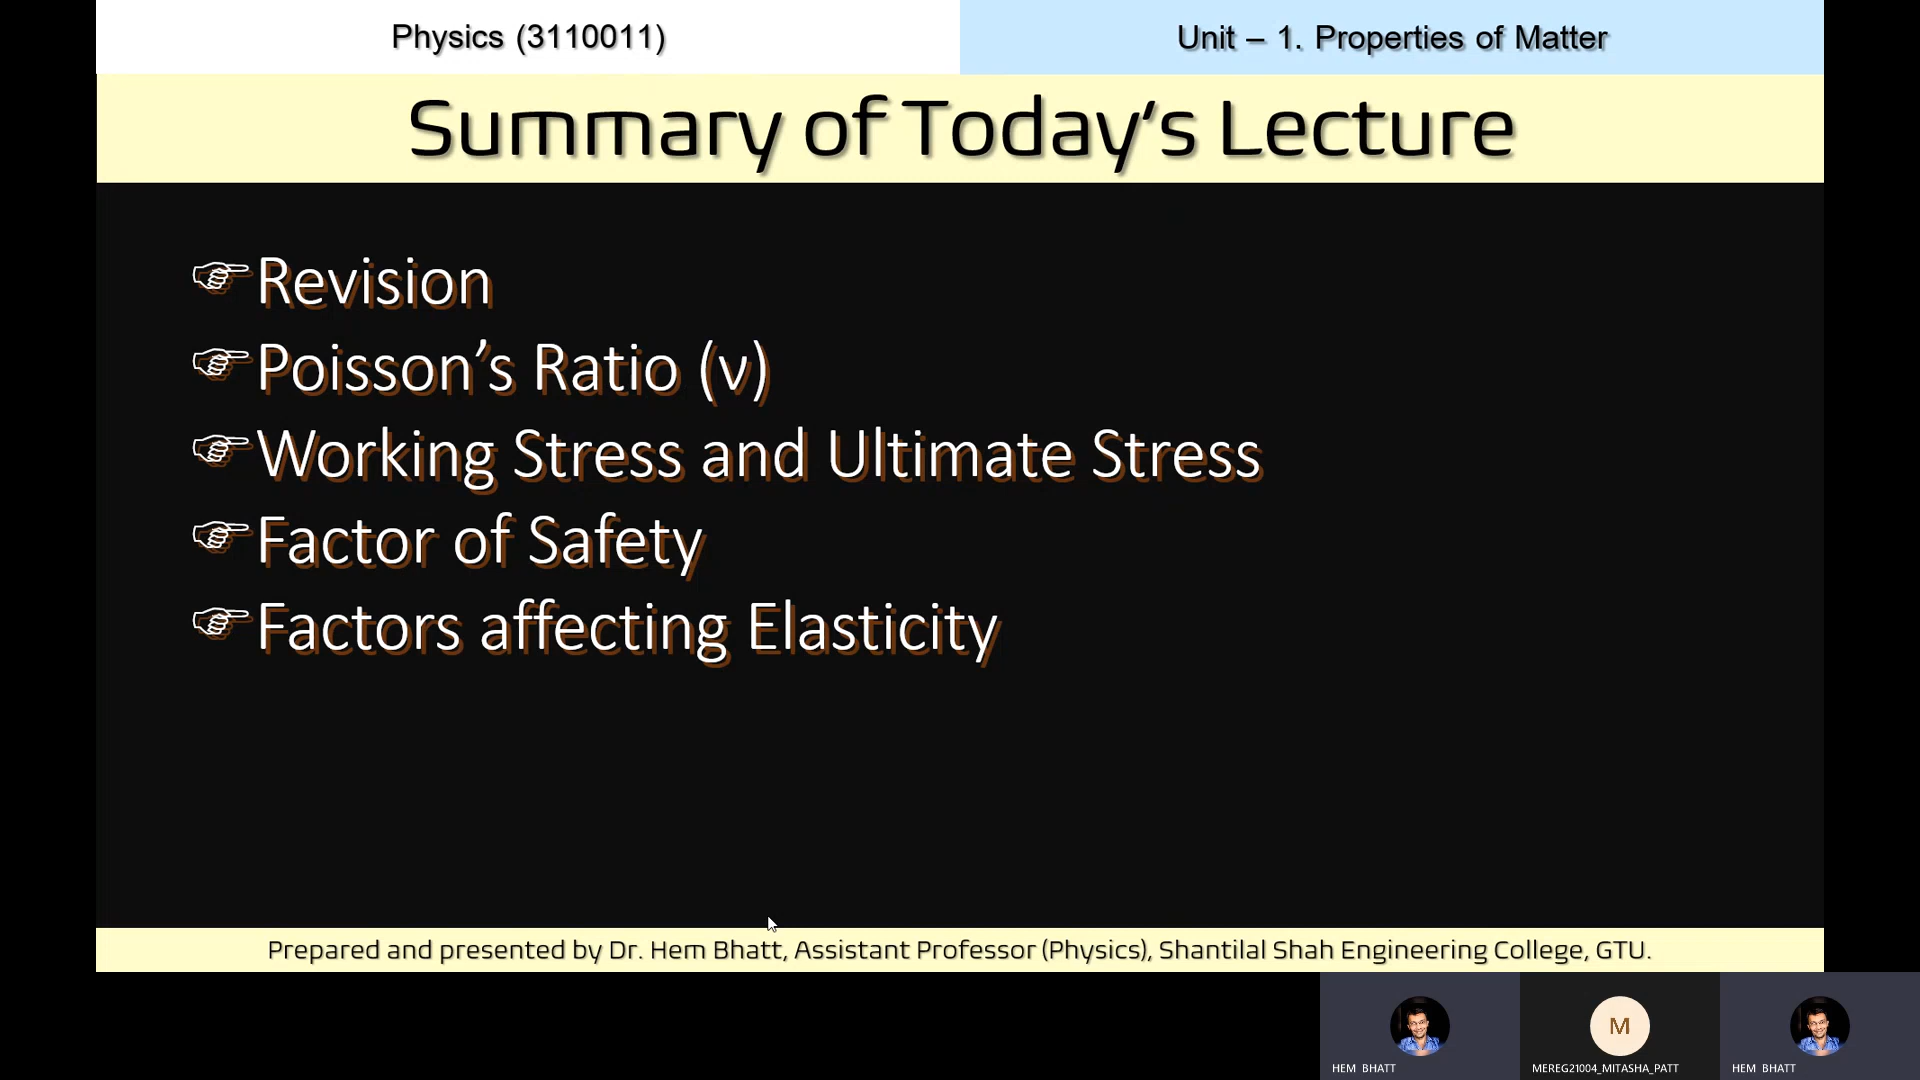 Physics (3110011)
Unit – 1. Properties of Matter
Summary of Today's Lecture
☞Revision
☞Poisson’s Ratio (ν)
☞Working Stress and Ultimate Stress
☞Factor of Safety
☞Factors affecting Elasticity
Prepared and presented by Dr. Hem Bhatt, Assistant Professor (Physics), Shantilal Shah Engineering College, GTU.
M
HEM BHATT
MEREG21004_MITASHA_PATT
HEM BHATT